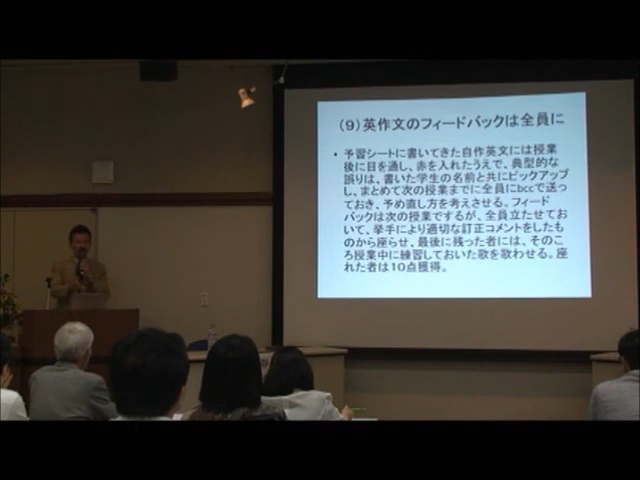 （９）英作文のフィードバックは全員に
• 予習シートに書いてきた自作英文には授業
後に目を通し、赤を入れたうえで、典型的な
誤りは、書いた学生の名前と共にピックアップ
し、まとめて次の授業までに全員にbccで送っ
ておき、予め直し方を考えさせる。フィード
バックは次の授業でするが、全員立たせてお
いて、挙手により適切な訂正コメントをしたも
のから座らせ、最後に残った者には、そのこ
ろ授業中に練習しておいた歌を歌わせる。座
れた者は１０点獲得。